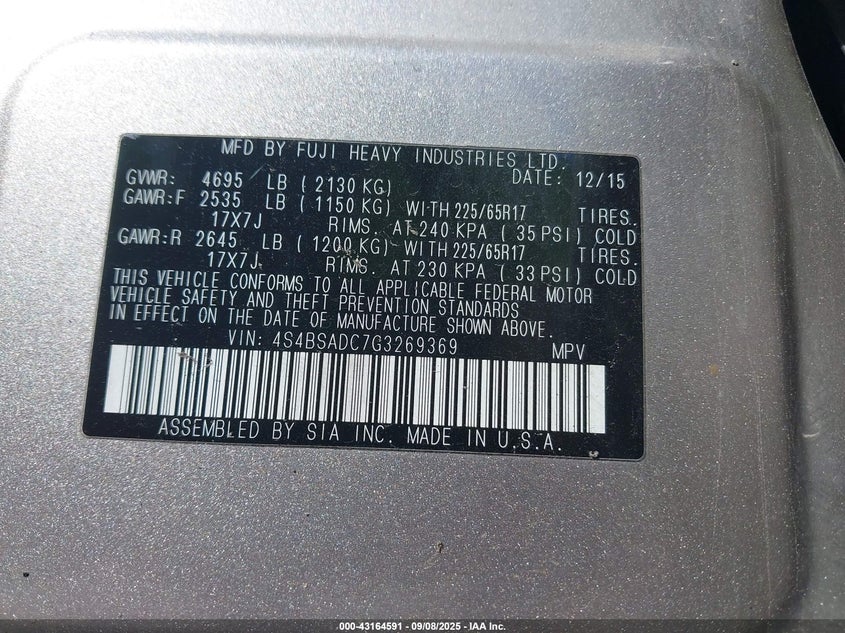 MFD BY FUJI HEAVY INDUSTRIES LTD.
GVWR: 4695 LB ( 2130 KG) DATE: 12/15
GAWR:F 2535 LB ( 1150 KG) WITH 225/65R17 TIRES.
17X7J RIMS. AT 240 KPA ( 35 PSI) COLD
GAWR:R 2645 LB ( 1200 KG) WITH 225/65R17 TIRES.
17X7J RIMS. AT 230 KPA ( 33 PSI) COLD
THIS VEHICLE CONFORMS TO ALL APPLICABLE FEDERAL MOTOR
VEHICLE SAFETY AND THEFT PREVENTION STANDARDS
IN EFFECT ON THE DATE OF MANUFACTURE SHOWN ABOVE.
VIN: 4S4BSADC7G3269369 MPV
ASSEMBLED BY SIA INC. MADE IN U.S.A.
000-43164591 - 09/08/2025 - IAA Inc.